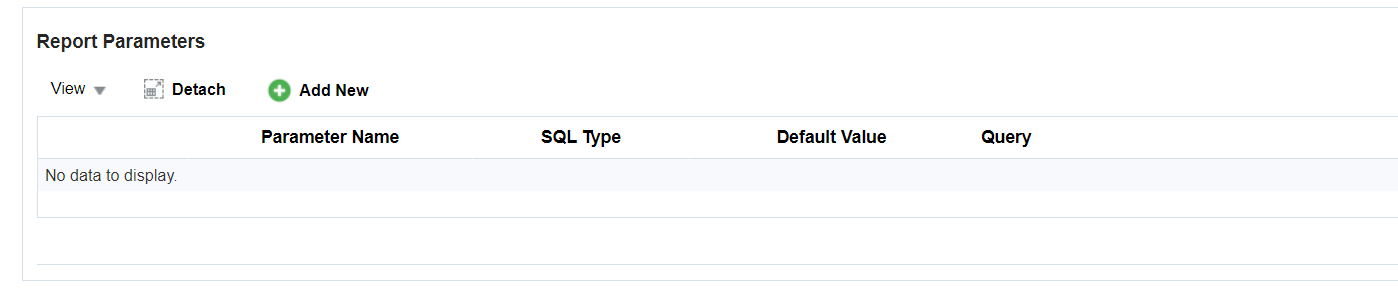 Report Parameters
View Detach Add New
Parameter Name SQL Type Default Value Query
No data to display.